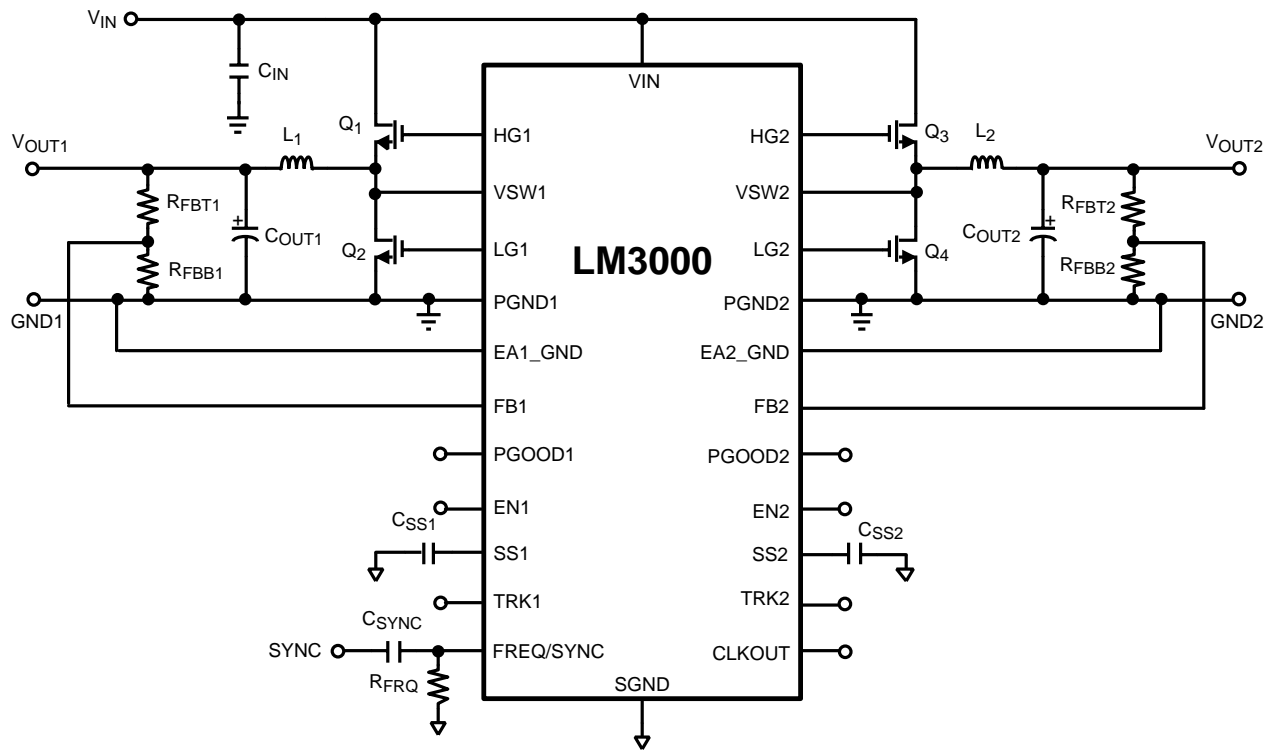 VIN
CIN
VIN
Q1
HG1
HG2
Q3
L1
L2
VOUT1
VOUT2
VSW1
VSW2
RFBT1
RFBT2
+
COUT1
+
COUT2
Q2
LG1
LG2
Q4
LM3000
RFBB1
RFBB2
GND1
PGND1
PGND2
GND2
EA1_GND
EA2_GND
FB1
FB2
PGOOD1
PGOOD2
EN1
EN2
CSS1
SS1
SS2
CSS2
TRK1
TRK2
CSYNC
SYNC
FREQ/SYNC
CLKOUT
RFRQ
SGND